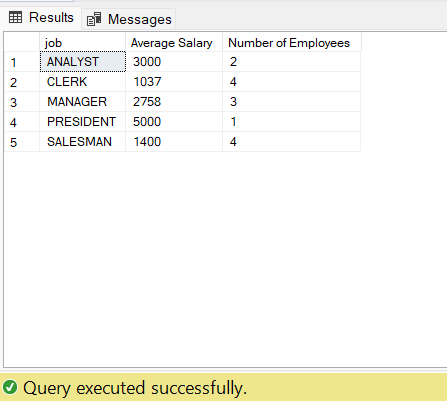 Results Messages
job Average Salary Number of Employees
1 ANALYST 3000 2
2 CLERK 1037 4
3 MANAGER 2758 3
4 PRESIDENT 5000 1
5 SALESMAN 1400 4
Query executed successfully.